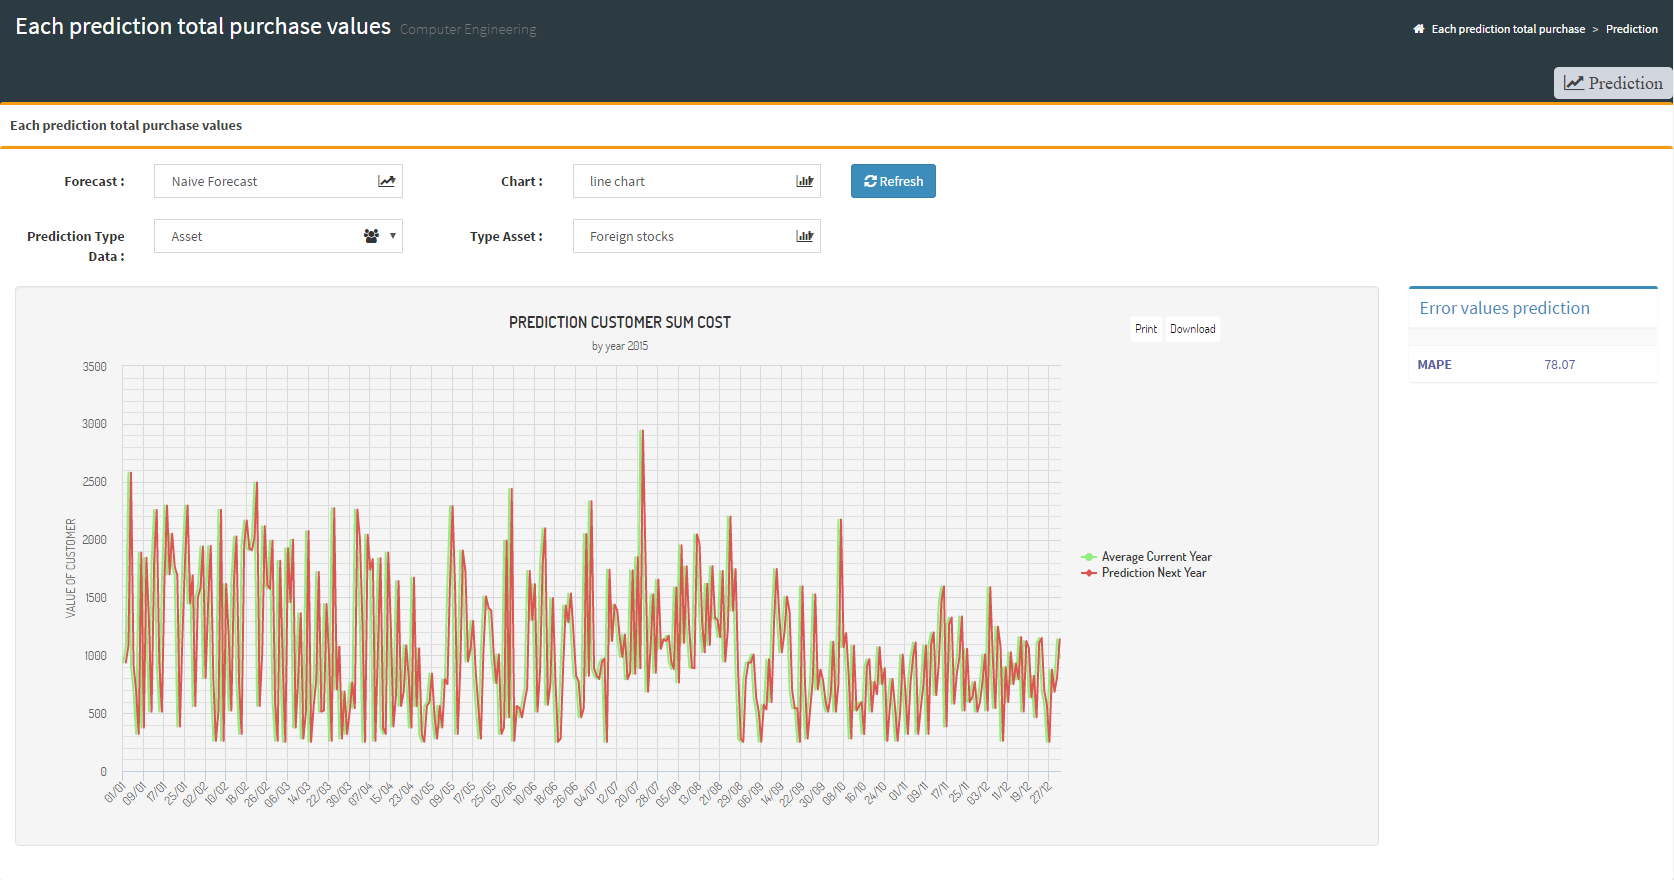 Each prediction total purchase values Computer Engineering
Each prediction total purchase > Prediction
Prediction
Each prediction total purchase values
Forecast : Naive Forecast Chart : line chart Refresh
Prediction Type Data : Asset Type Asset : Foreign stocks
PREDICTION CUSTOMER SUM COST
by year 2015
Print Download
Error values prediction
MAPE 78.07
VALUE OF CUSTOMER
3500
3000
2500
2000
1500
1000
500
0
Average Current Year
Prediction Next Year
01/01 09/01 17/01 25/01 02/02 10/02 18/02 26/02 06/03 14/03 22/03 30/03 07/04 15/04 23/04 01/05 09/05 17/05 25/05 02/06 10/06 18/06 26/06 04/07 12/07 20/07 28/07 05/08 13/08 21/08 29/08 06/09 14/09 22/09 30/09 08/10 16/10 24/10 01/11 09/11 17/11 25/11 03/12 11/12 19/12 27/12